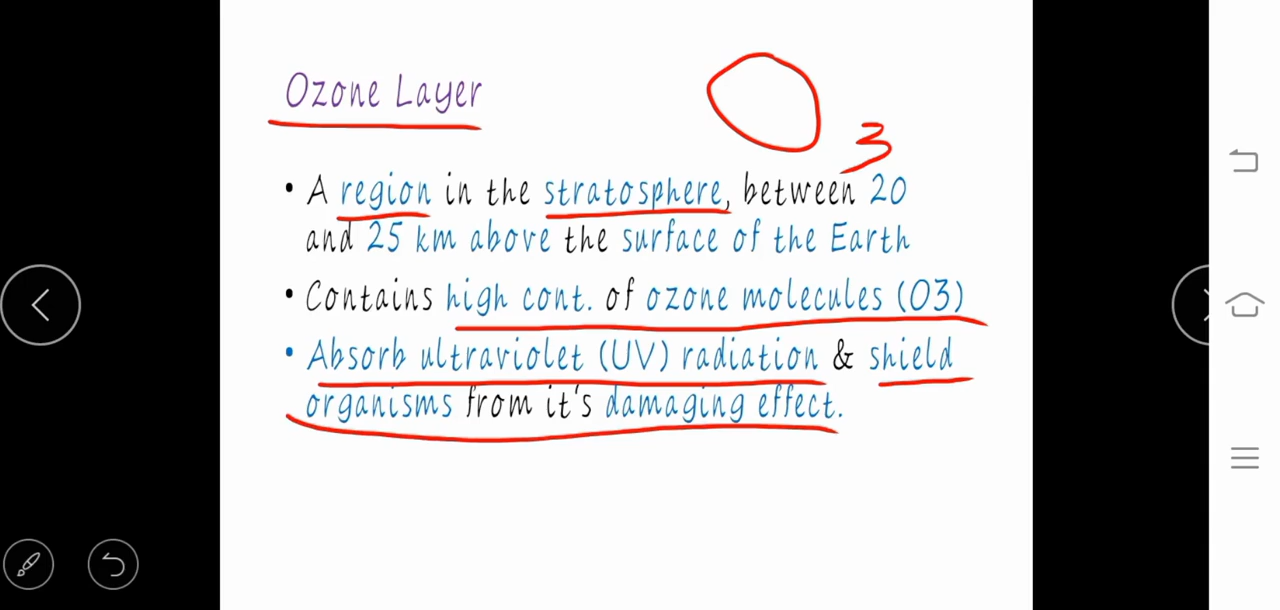 Ozone Layer
O3
• A region in the stratosphere, between 20
and 25 km above the surface of the Earth
• Contains high cont. of ozone molecules (O3)
• Absorb ultraviolet (UV) radiation & shield
organisms from it's damaging effect.